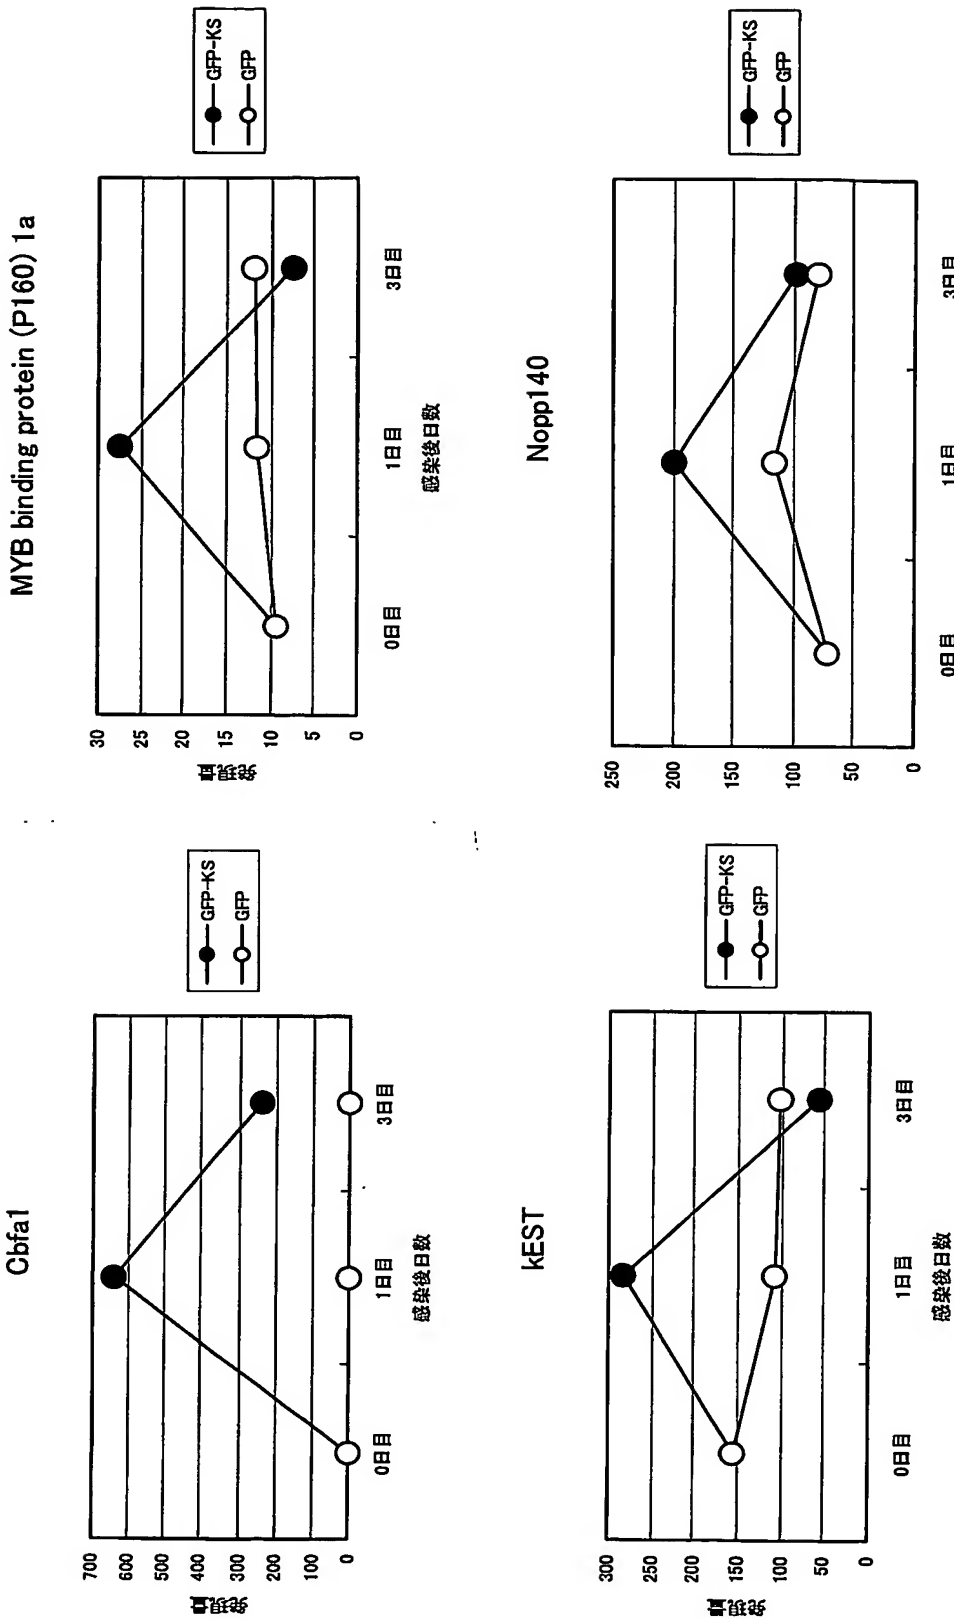 Cbfa1
発現量
700
600
500
400
300
200
100
0
0日目
1日目
3日目
感染後日数
GFP-KS
GFP
MYB binding protein (P160) 1a
発現量
30
25
20
15
10
5
0
0日目
1日目
3日目
感染後日数
GFP-KS
GFP
kEST
発現量
300
250
200
150
100
50
0
0日目
1日目
3日目
感染後日数
GFP-KS
GFP
Nopp140
250
200
150
100
50
0
0日目
1日目
3日目
GFP-KS
GFP